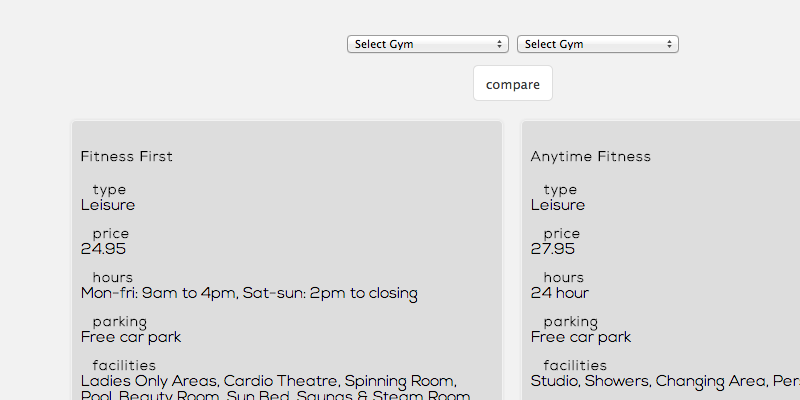 Select Gym
Select Gym
compare
Fitness First
type
Leisure
price
24.95
hours
Mon-fri: 9am to 4pm, Sat-sun: 2pm to closing
parking
Free car park
facilities
Ladies Only Areas, Cardio Theatre, Spinning Room,
Pool, Beauty Room, Sun Bed, Saunas & Steam Room
Anytime Fitness
type
Leisure
price
27.95
hours
24 hour
parking
Free car park
facilities
Studio, Showers, Changing Area,